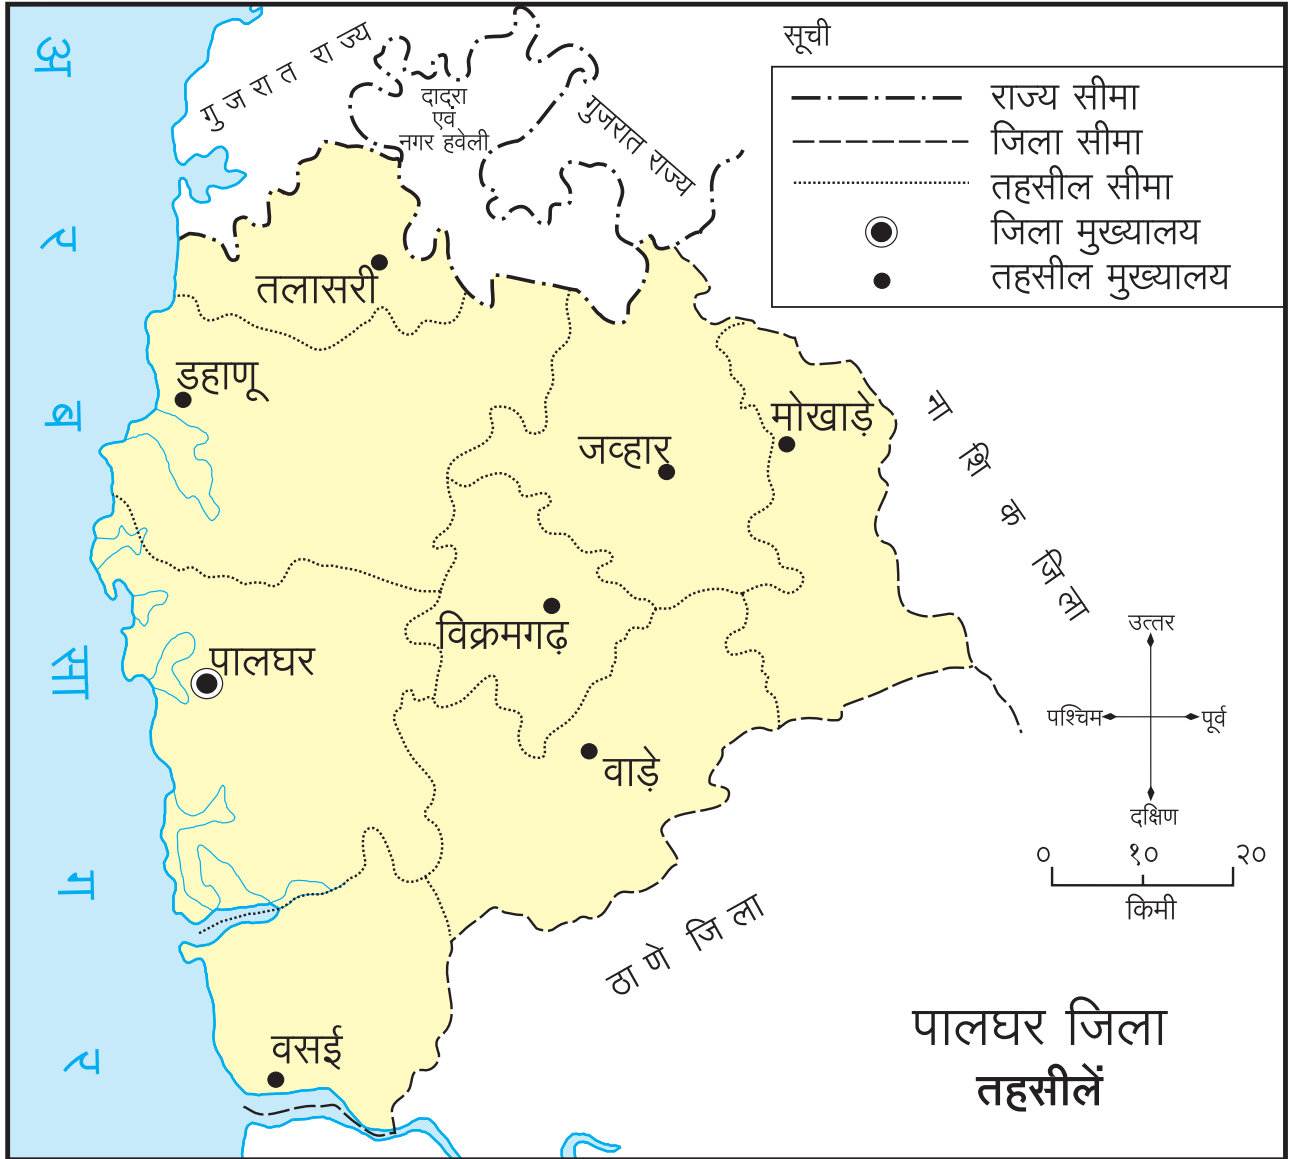 सूची
राज्य सीमा
जिला सीमा
तहसील सीमा
जिला मुख्यालय
तहसील मुख्यालय
गुजरात राज्य
दादरा
एवं
नगर हवेली
गुजरात राज्य
अरब सागर
तलासरी
डहाणू
जव्हार
मोखाड़े
नाशिक जिला
विक्रमगढ़
पालघर
वाड़े
वसई
ठाणे जिला
उत्तर
पश्चिम
पूर्व
दक्षिण
० १० २०
किमी
पालघर जिला
तहसीलें